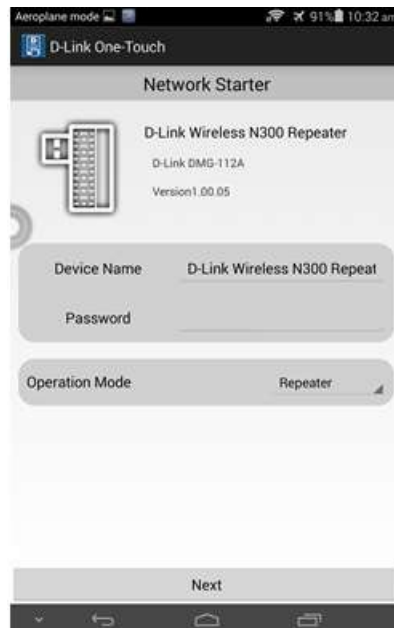 Aeroplane mode 91% 10:32 am
D-Link One-Touch
Network Starter
D-Link Wireless N300 Repeater
D-Link DMG-112A
Version1.00.05
Device Name D-Link Wireless N300 Repeat
Password
Operation Mode Repeater
Next